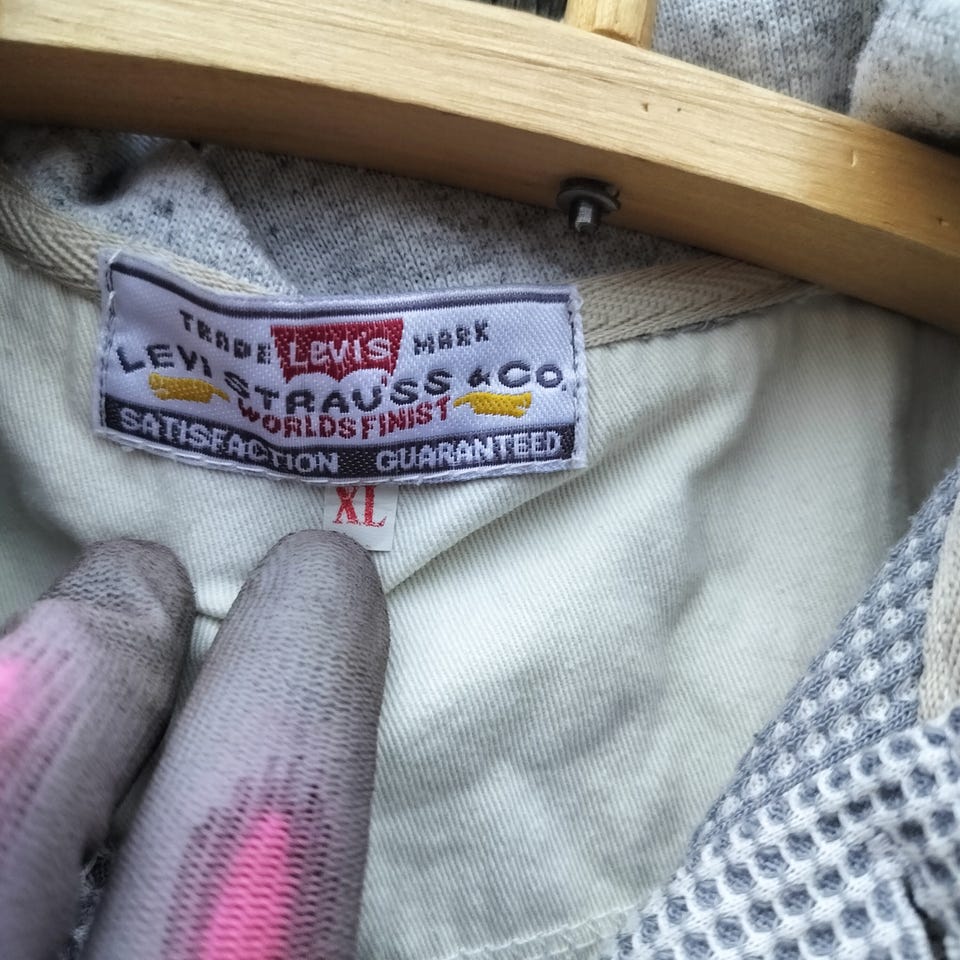 TRADE Levi's MARK
LEVI STRAUSS & CO.
WORLDS FINIST
SATISFACTION GUARANTEED
XL